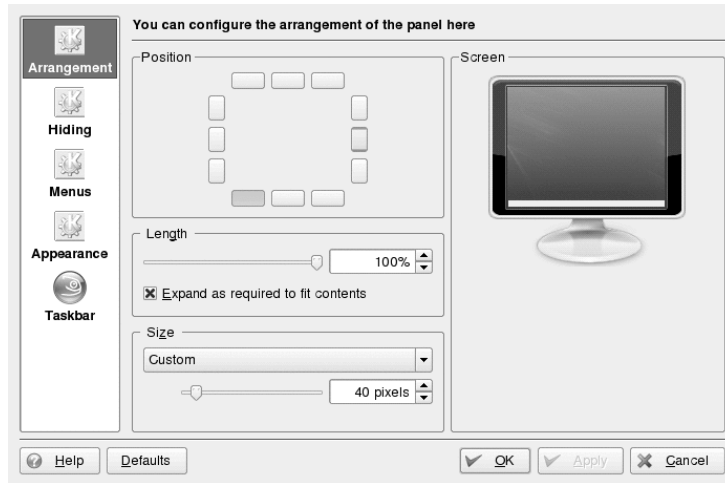 You can configure the arrangement of the panel here
Arrangement
Hiding
Menus
Appearance
Taskbar
Position
Length
100%
Expand as required to fit contents
Size
Custom
40 pixels
Screen
Help
Defaults
OK
Apply
Cancel